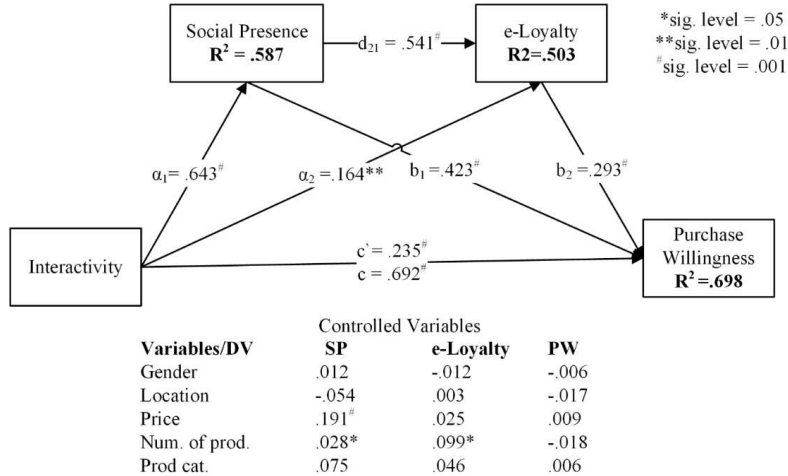 Social Presence
R² = .587
d₂₁ = .541#
e-Loyalty
R2=.503
*sig. level = .05
**sig. level = .01
#sig. level = .001
α₁= .643#
α₂ = .164**
b₁ =.423#
b₂ =.293#
Interactivity
c`= .235#
c = .692#
Purchase
Willingness
R² =.698
Controlled Variables
Variables/DV SP e-Loyalty PW
Gender .012 -.012 -.006
Location -.054 .003 -.017
Price .191# .025 .009
Num. of prod. .028* .099* -.018
Prod cat. .075 .046 .006